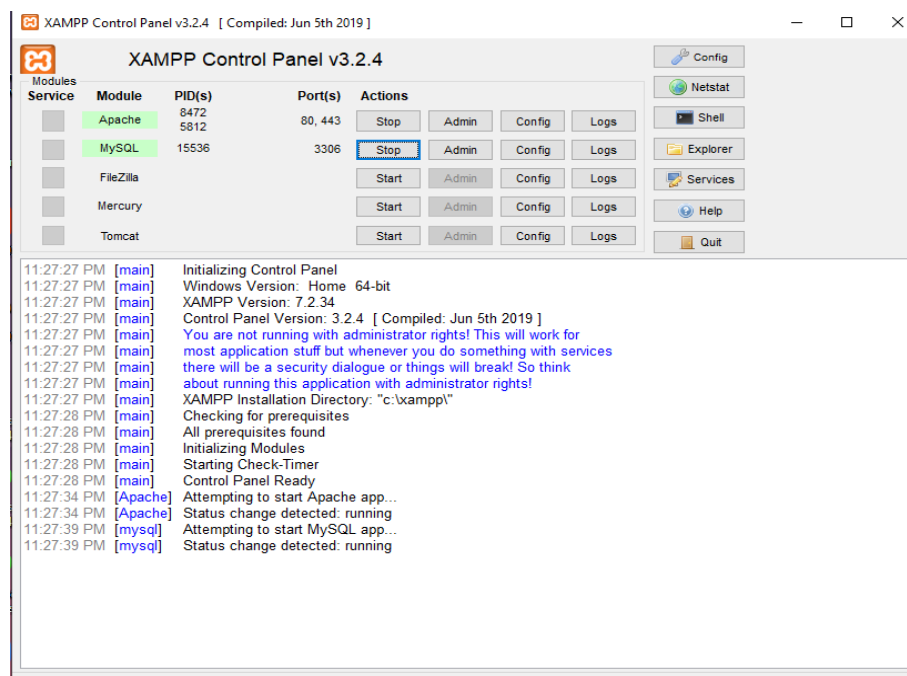 XAMPP Control Panel v3.2.4 [ Compiled: Jun 5th 2019 ]
XAMPP Control Panel v3.2.4
Config
Modules
Service Module PID(s) Port(s) Actions
Netstat
Apache 8472 5812 80, 443 Stop Admin Config Logs
Shell
MySQL 15536 3306 Stop Admin Config Logs
Explorer
FileZilla Start Admin Config Logs
Services
Mercury Start Admin Config Logs
Help
Tomcat Start Admin Config Logs
Quit
11:27:27 PM [main] Initializing Control Panel
11:27:27 PM [main] Windows Version: Home 64-bit
11:27:27 PM [main] XAMPP Version: 7.2.34
11:27:27 PM [main] Control Panel Version: 3.2.4 [ Compiled: Jun 5th 2019 ]
11:27:27 PM [main] You are not running with administrator rights! This will work for
11:27:27 PM [main] most application stuff but whenever you do something with services
11:27:27 PM [main] there will be a security dialogue or things will break! So think
11:27:27 PM [main] about running this application with administrator rights!
11:27:27 PM [main] XAMPP Installation Directory: "c:\xampp\"
11:27:28 PM [main] Checking for prerequisites
11:27:28 PM [main] All prerequisites found
11:27:28 PM [main] Initializing Modules
11:27:28 PM [main] Starting Check-Timer
11:27:28 PM [main] Control Panel Ready
11:27:34 PM [Apache] Attempting to start Apache app...
11:27:34 PM [Apache] Status change detected: running
11:27:39 PM [mysql] Attempting to start MySQL app...
11:27:39 PM [mysql] Status change detected: running